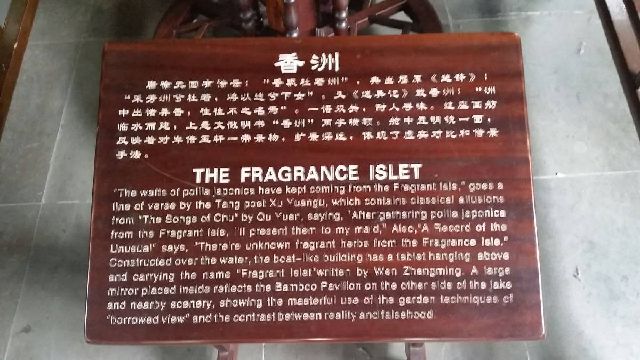 香洲
唐徐元固有诗云："香飘杜若洲"，典出屈原《楚辞》：
"采芳洲兮杜若，将以遗兮下女"。又《述异记》载香洲："洲
中出诸异香，往往不知名焉"。一语双关，耐人寻味。这座画舫
临水而建，上悬文徵明书"香洲"两字横额。舱中置明镜一面，
反映着对岸倚玉轩一带景物，扩景深远，体现了虚实对比和借景
手法。
THE FRAGRANCE ISLET
"The waits of pollia japonica have kept coming from the Fragrant Isle," goes a
line of verse by the Tang poet Xu Yuangu, which contains classical allusions
from "The Songs of Chu" by Qu Yuan, saying, "After gathering pollia japonica
from the Fragrant Isle, I'll present them to my maid," Also, "A Record of the
Unusual" says, "There're unknown fragrant herbs from the Fragrance Isle."
Constructed over the water, the boat-like building has a tablet hanging above
and carrying the name "Fragrant Islet" written by Wen Zhengming. A large
mirror placed inside reflects the Bamboo Pavilion on the other side of the lake
and nearby scenery, showing the masterful use of the garden techniques of
"borrowed view" and the contrast between reality and falsehood.